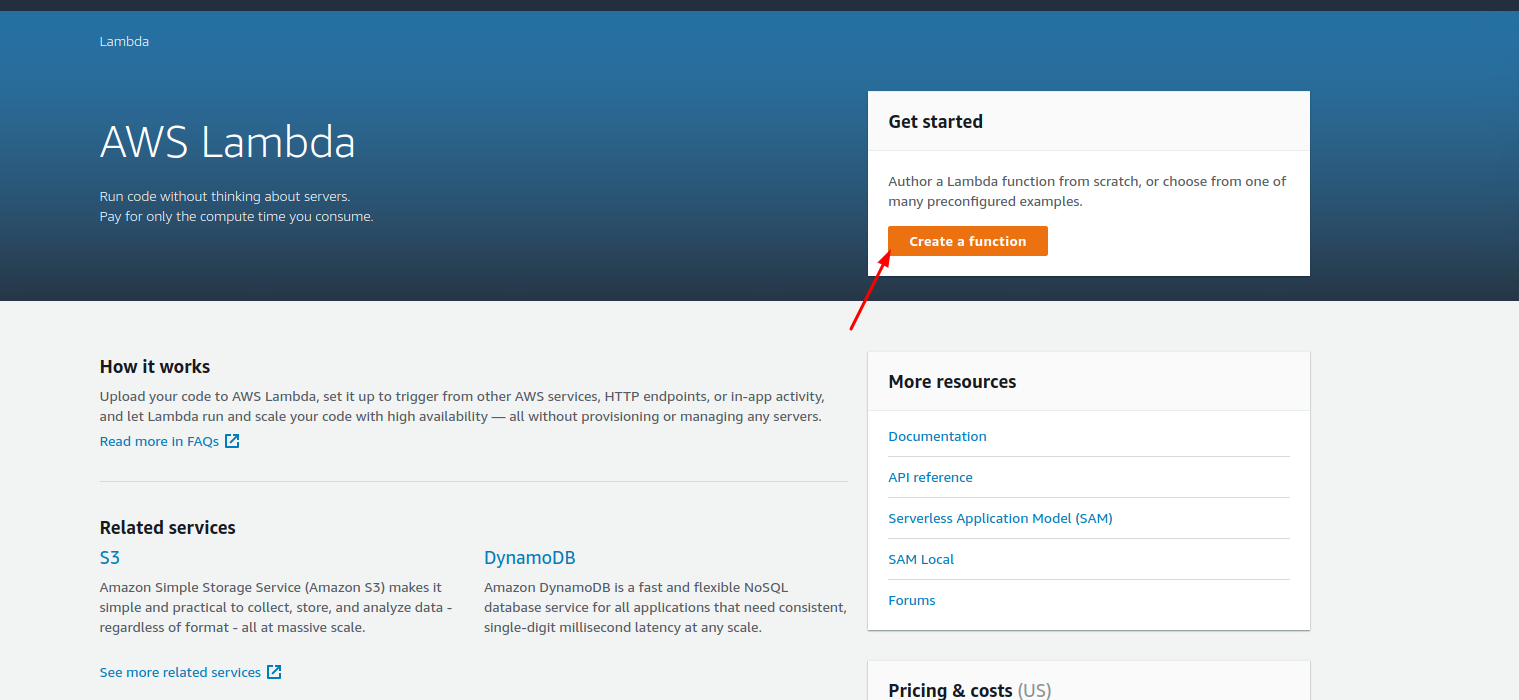 Lambda
AWS Lambda
Run code without thinking about servers.
Pay for only the compute time you consume.
Get started
Author a Lambda function from scratch, or choose from one of
many preconfigured examples.
Create a function
How it works
Upload your code to AWS Lambda, set it up to trigger from other AWS services, HTTP endpoints, or in-app activity,
and let Lambda run and scale your code with high availability — all without provisioning or managing any servers.
Read more in FAQs
Related services
S3
Amazon Simple Storage Service (Amazon S3) makes it
simple and practical to collect, store, and analyze data -
regardless of format - all at massive scale.
DynamoDB
Amazon DynamoDB is a fast and flexible NoSQL
database service for all applications that need consistent,
single-digit millisecond latency at any scale.
See more related services
More resources
Documentation
API reference
Serverless Application Model (SAM)
SAM Local
Forums
Pricing & costs (US)